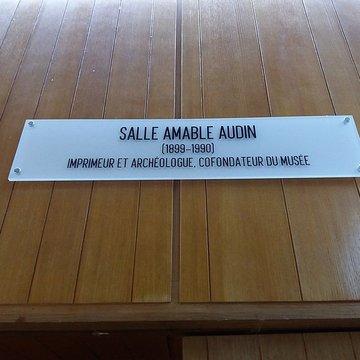 SALLE AMABLE AUDIN
(1899-1990)
IMPRIMEUR ET ARCHÉOLOGUE, COFONDATEUR DU MUSÉE